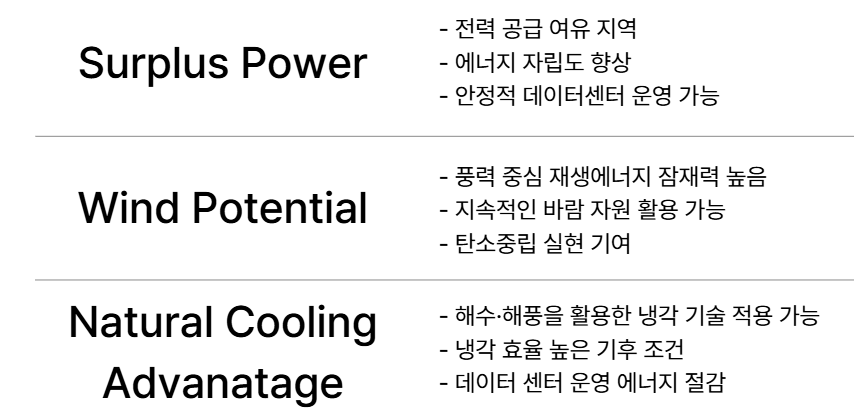 Surplus Power
- 전력 공급 여유 지역
- 에너지 자립도 향상
- 안정적 데이터센터 운영 가능
Wind Potential
- 풍력 중심 재생에너지 잠재력 높음
- 지속적인 바람 자원 활용 가능
- 탄소중립 실현 기여
Natural Cooling
Advanatage
- 해수·해풍을 활용한 냉각 기술 적용 가능
- 냉각 효율 높은 기후 조건
- 데이터 센터 운영 에너지 절감